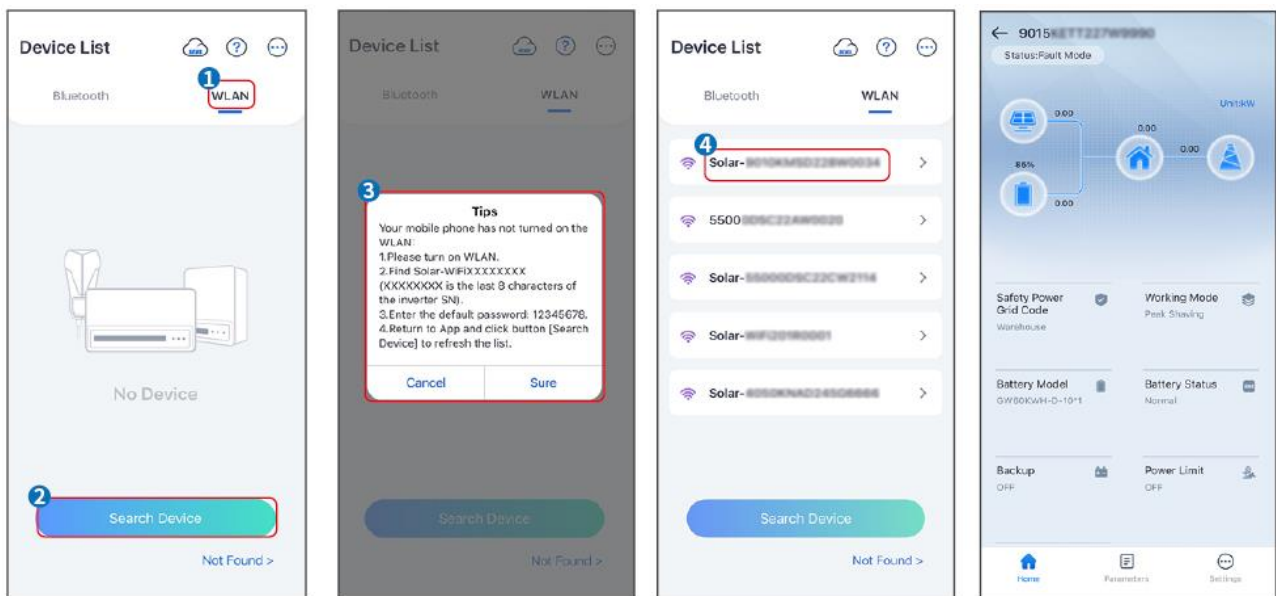 Device List
Bluetooth
WLAN
1
No Device
2
Search Device
Not Found >
Device List
Bluetooth
WLAN
3
Tips
Your mobile phone has not turned on the
WLAN:
1.Please turn on WLAN.
2.Find Solar-WiFiXXXXXXXX
(XXXXXXXX is the last 8 characters of
the inverter SN).
3.Enter the default password: 12345678.
4.Return to App and click button [Search
Device] to refresh the list.
Cancel
Sure
Search Device
Not Found >
Device List
Bluetooth
WLAN
4
Solar-
5500
Solar-
Solar-
Solar-
Search Device
Not Found >
9015
Status:Fault Mode
Unit:kW
0.00
0.00
0.00
86%
0.00
Safety Power
Grid Code
Warehouse
Working Mode
Peak Shaving
Battery Model
GW60KWH-D-10*1
Battery Status
Normal
Backup
OFF
Power Limit
OFF
Home
Parameters
Settings